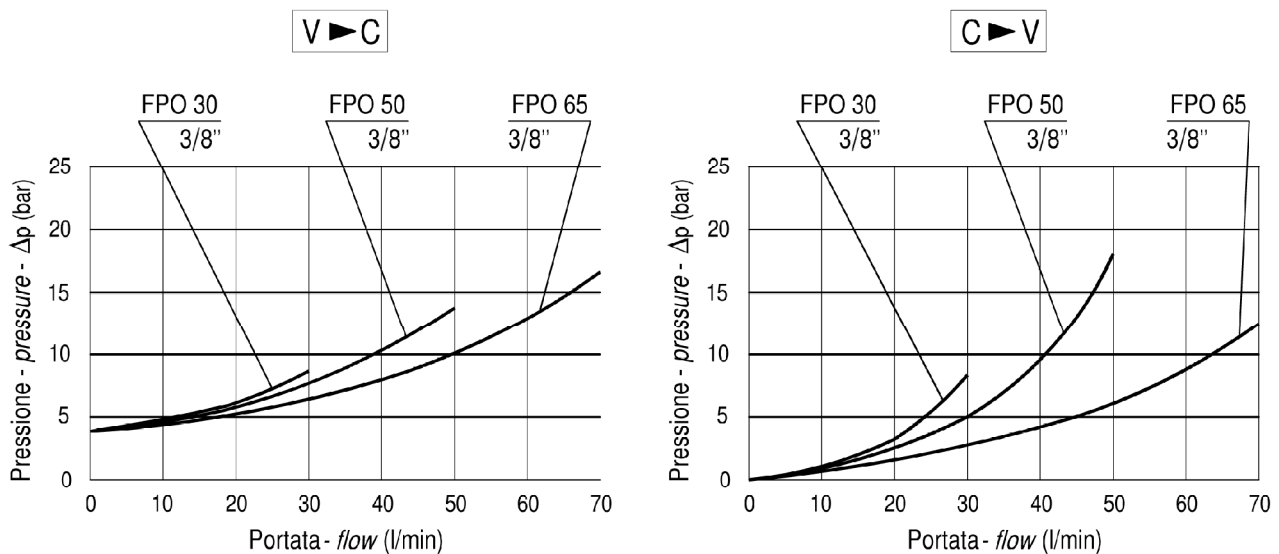 V ► C
FPO 30
3/8"
FPO 50
3/8"
FPO 65
3/8"
Pressione - pressure - Δp (bar)
25
20
15
10
5
0
0 10 20 30 40 50 60 70
Portata - flow (l/min)
C ► V
FPO 30
3/8"
FPO 50
3/8"
FPO 65
3/8"
Pressione - pressure - Δp (bar)
25
20
15
10
5
0
0 10 20 30 40 50 60 70
Portata - flow (l/min)